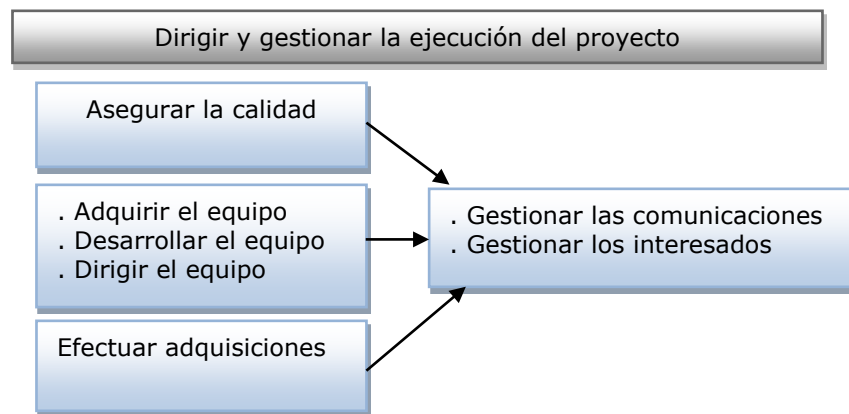 Dirigir y gestionar la ejecución del proyecto
Asegurar la calidad
. Adquirir el equipo
. Desarrollar el equipo
. Dirigir el equipo
. Gestionar las comunicaciones
. Gestionar los interesados
Efectuar adquisiciones